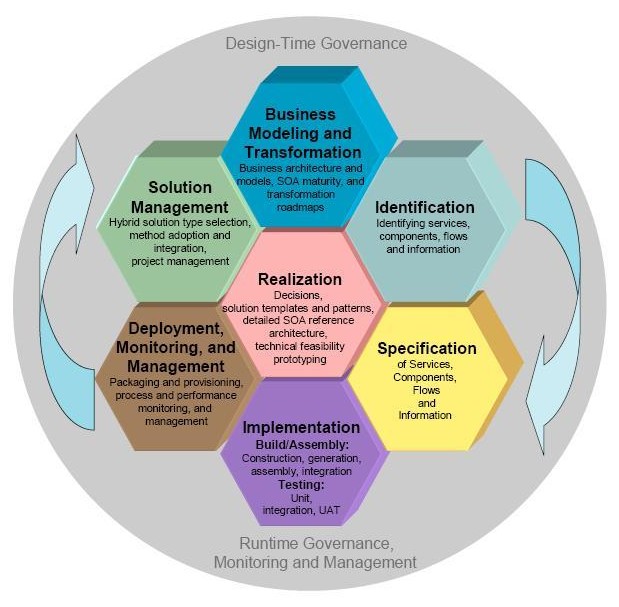 Design-Time Governance
Business
Modeling and
Transformation
Business architecture and
models, SOA maturity, and
transformation
roadmaps
Solution
Management
Hybrid solution type selection,
method adoption and
integration,
project management
Identification
Identifying services,
components, flows
and information
Realization
Decisions,
solution templates and patterns,
detailed SOA reference
architecture,
technical feasibility
prototyping
Deployment,
Monitoring, and
Management
Packaging and provisioning,
process and performance
monitoring, and
management
Specification
of Services,
Components,
Flows
and
Information
Implementation
Build/Assembly:
Construction, generation,
assembly, integration
Testing:
Unit,
integration, UAT
Runtime Governance,
Monitoring and Management